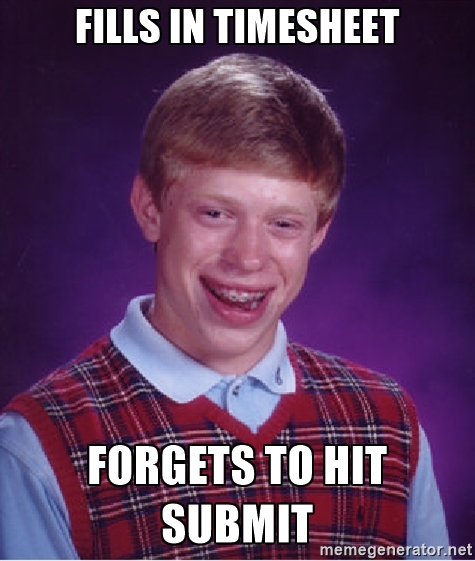 FILLS IN TIMESHEET
FORGETS TO HIT
SUBMIT
memegenerator.net